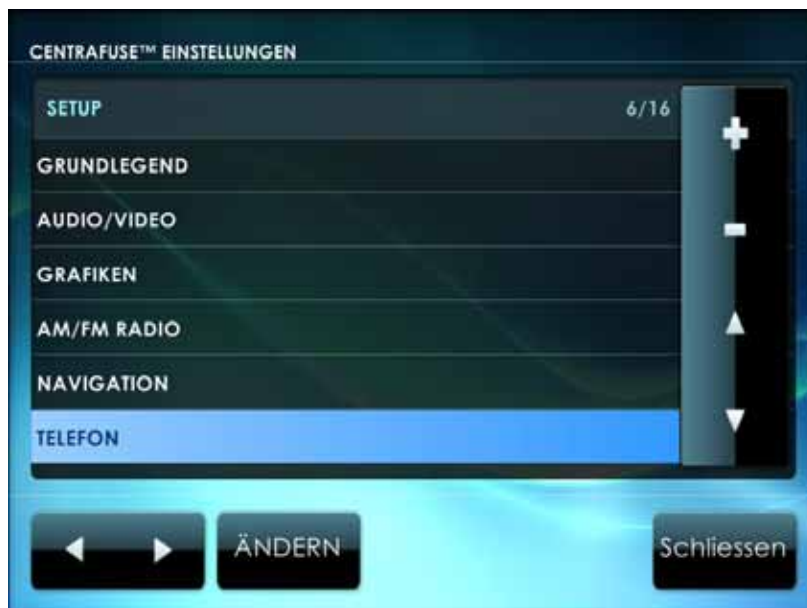 CENTRAFUSE™ EINSTELLUNGEN
SETUP 6/16
GRUNDLEGEND
AUDIO/VIDEO
GRAFIKEN
AM/FM RADIO
NAVIGATION
TELEFON
ÄNDERN
Schliessen